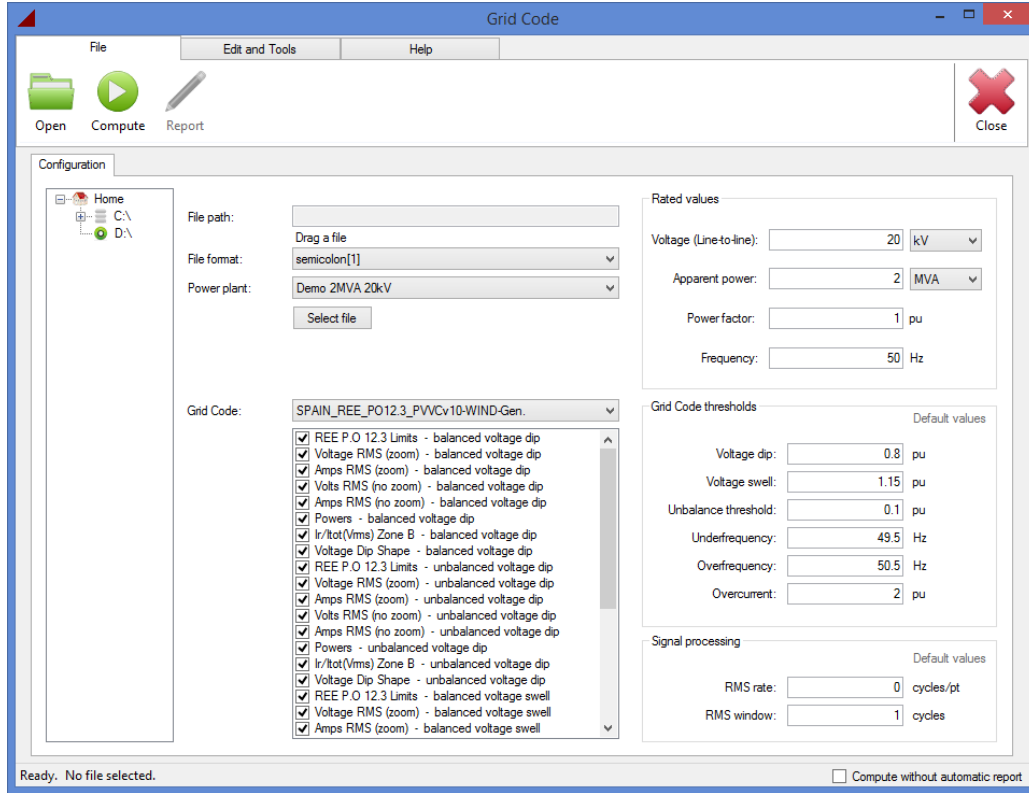 Grid Code
File
Edit and Tools
Help
Open
Compute
Report
Close
Configuration
Home
C:\
D:\
File path:
Drag a file
File format:
semicolon[1]
Power plant:
Demo 2MVA 20kV
Select file
Grid Code:
SPAIN_REE_PO12.3_PVVCv10-WIND-Gen.
REE P.O 12.3 Limits - balanced voltage dip
Voltage RMS (zoom) - balanced voltage dip
Amps RMS (zoom) - balanced voltage dip
Volts RMS (no zoom) - balanced voltage dip
Amps RMS (no zoom) - balanced voltage dip
Powers - balanced voltage dip
Ir/Itot(Vrms) Zone B - balanced voltage dip
Voltage Dip Shape - balanced voltage dip
REE P.O 12.3 Limits - unbalanced voltage dip
Voltage RMS (zoom) - unbalanced voltage dip
Amps RMS (zoom) - unbalanced voltage dip
Volts RMS (no zoom) - unbalanced voltage dip
Amps RMS (no zoom) - unbalanced voltage dip
Powers - unbalanced voltage dip
Ir/Itot(Vrms) Zone B - unbalanced voltage dip
Voltage Dip Shape - unbalanced voltage dip
REE P.O 12.3 Limits - balanced voltage swell
Voltage RMS (zoom) - balanced voltage swell
Amps RMS (zoom) - balanced voltage swell
Rated values
Voltage (Line-to-line): 20 kV
Apparent power: 2 MVA
Power factor: 1 pu
Frequency: 50 Hz
Grid Code thresholds
Default values
Voltage dip: 0.8 pu
Voltage swell: 1.15 pu
Unbalance threshold: 0.1 pu
Underfrequency: 49.5 Hz
Overfrequency: 50.5 Hz
Overcurrent: 2 pu
Signal processing
Default values
RMS rate: 0 cycles/pt
RMS window: 1 cycles
Ready. No file selected.
Compute without automatic report